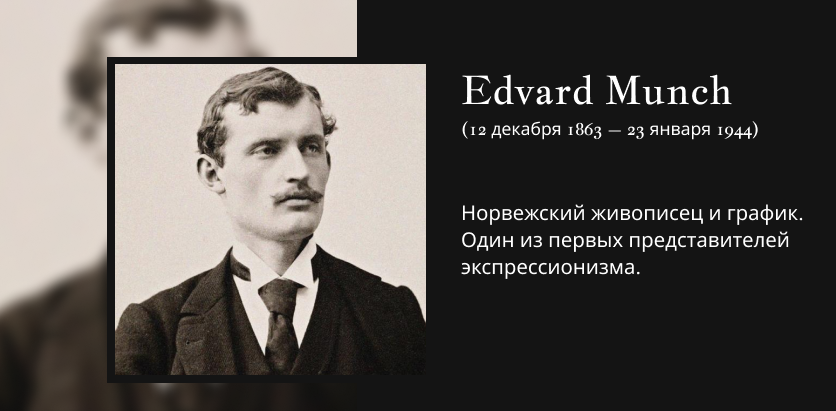 Edvard Munch
(12 декабря 1863 — 23 января 1944)
Норвежский живописец и график.
Один из первых представителей
экспрессионизма.